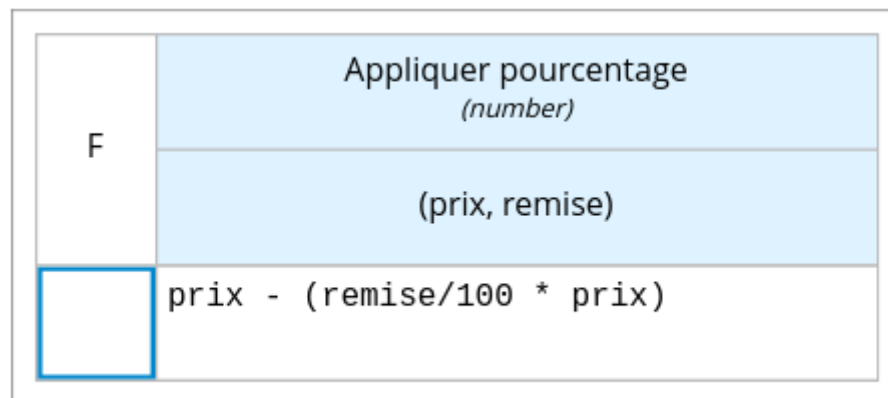 Appliquer pourcentage
(number)
F
(prix, remise)
prix - (remise/100 * prix)